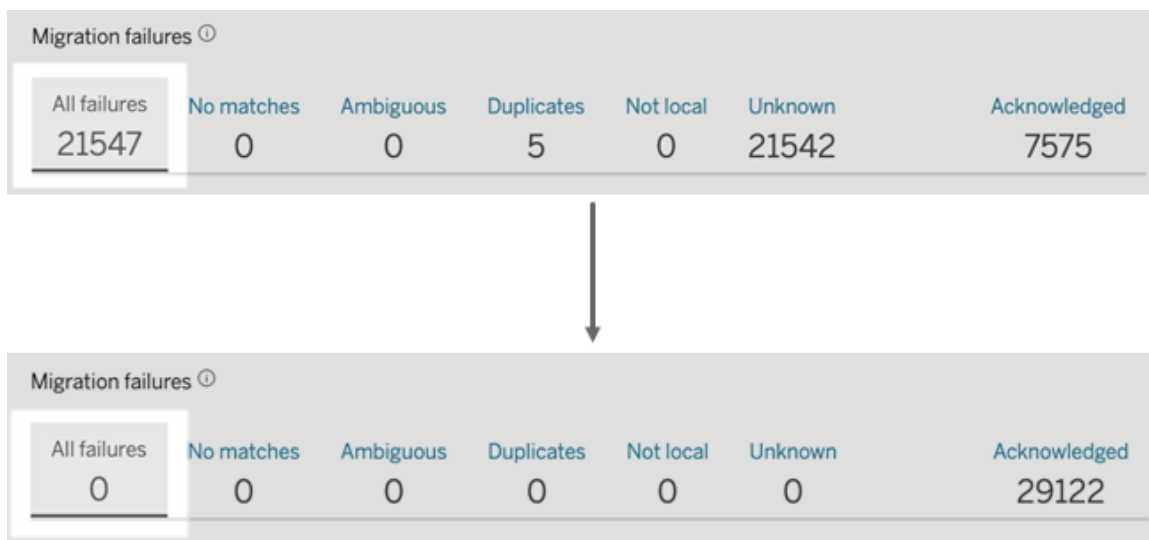 Migration failures ⓘ
All failures No matches Ambiguous Duplicates Not local Unknown Acknowledged
21547 0 0 5 0 21542 7575
Migration failures ⓘ
All failures No matches Ambiguous Duplicates Not local Unknown Acknowledged
0 0 0 0 0 0 29122